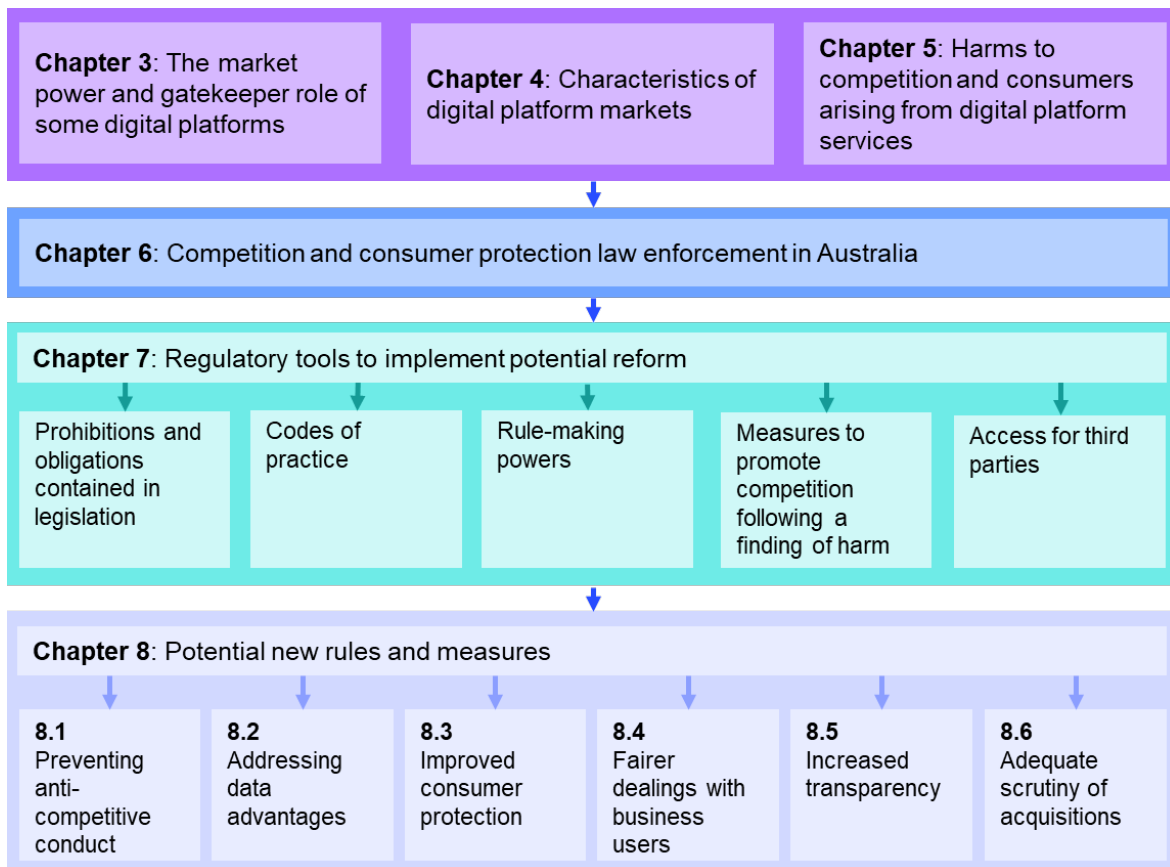 Chapter 3: The market
power and gatekeeper role of
some digital platforms
Chapter 4: Characteristics of
digital platform markets
Chapter 5: Harms to
competition and consumers
arising from digital platform
services
Chapter 6: Competition and consumer protection law enforcement in Australia
Chapter 7: Regulatory tools to implement potential reform
Prohibitions and
obligations
contained in
legislation
Codes of
practice
Rule-making
powers
Measures to
promote
competition
following a
finding of harm
Access for third
parties
Chapter 8: Potential new rules and measures
8.1
Preventing
anti-
competitive
conduct
8.2
Addressing
data
advantages
8.3
Improved
consumer
protection
8.4
Fairer
dealings with
business
users
8.5
Increased
transparency
8.6
Adequate
scrutiny of
acquisitions